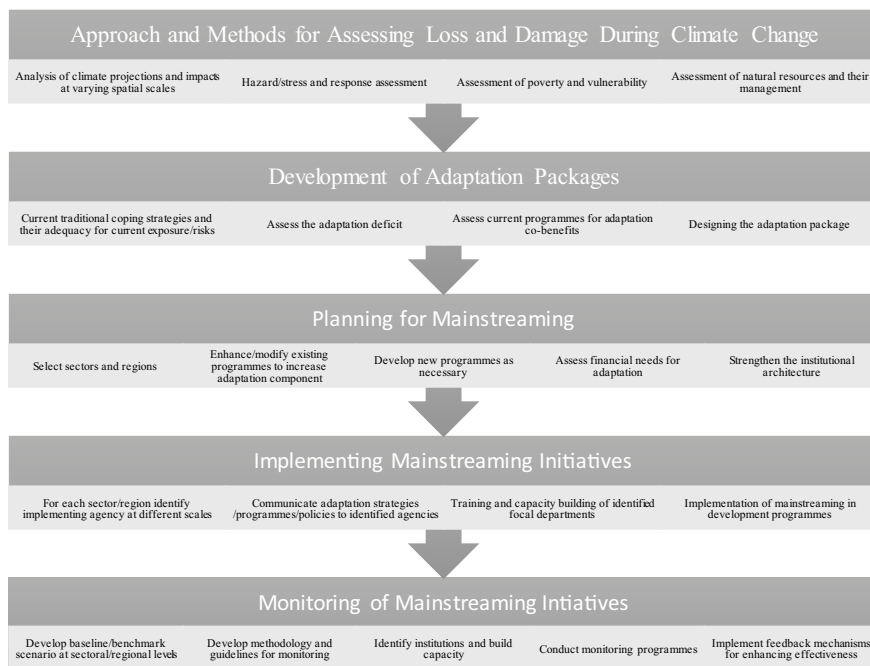 Approach and Methods for Assessing Loss and Damage During Climate Change
Analysis of climate projections and impacts
at varying spatial scales
Hazard/stress and response assessment
Assessment of poverty and vulnerability
Assessment of natural resources and their
management
Development of Adaptation Packages
Current traditional coping strategies and
their adequacy for current exposure/risks
Assess the adaptation deficit
Assess current programmes for adaptation
co-benefits
Designing the adaptation package
Planning for Mainstreaming
Select sectors and regions
Enhance/modify existing
programmes to increase
adaptation component
Develop new programmes as
necessary
Assess financial needs for
adaptation
Strengthen the institutional
architecture
Implementing Mainstreaming Initiatives
For each sector/region identify
implementing agency at different scales
Communicate adaptation strategies
/programmes/policies to identified agencies
Training and capacity building of identified
focal departments
Implementation of mainstreaming in
development programmes
Monitoring of Mainstreaming Intiatives
Develop baseline/benchmark
scenario at sectoral/regional levels
Develop methodology and
guidelines for monitoring
Identify institutions and build
capacity
Conduct monitoring programmes
Implement feedback mechanisms
for enhancing effectiveness